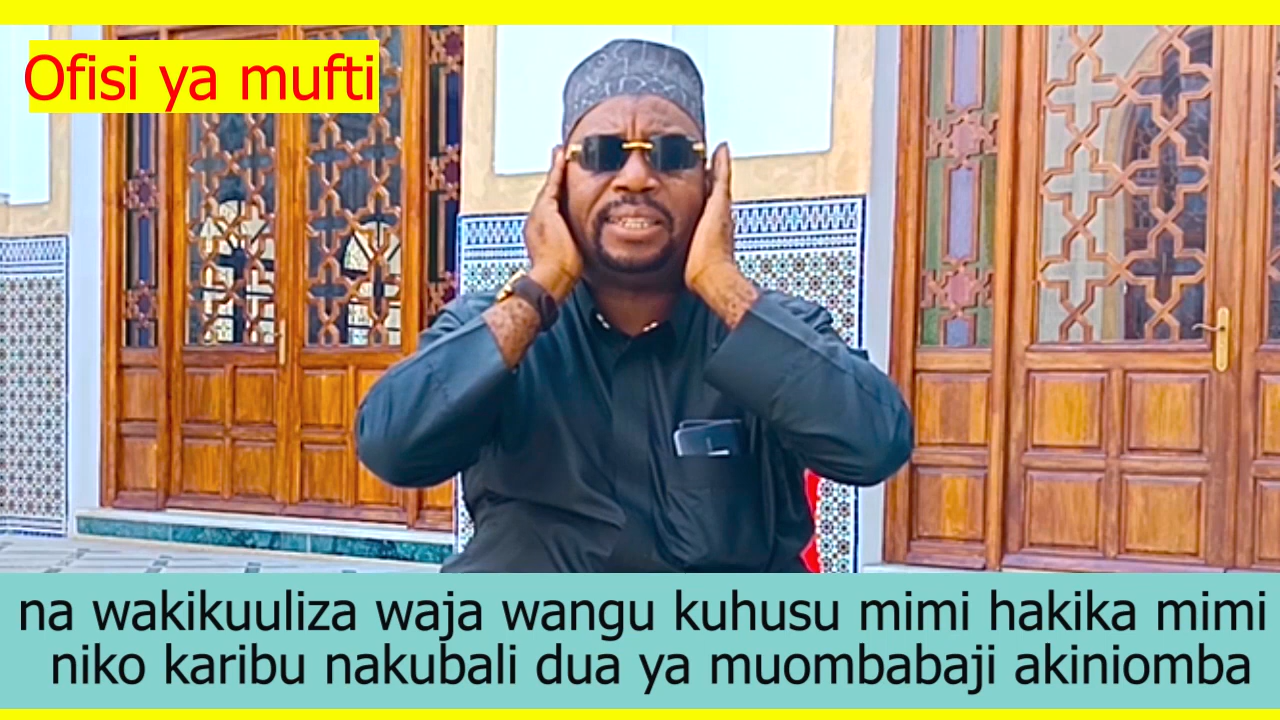 Ofisi ya mufti
na wakikuuliza waja wangu kuhusu mimi hakika mimi
niko karibu nakubali dua ya muombabaji akiniomba